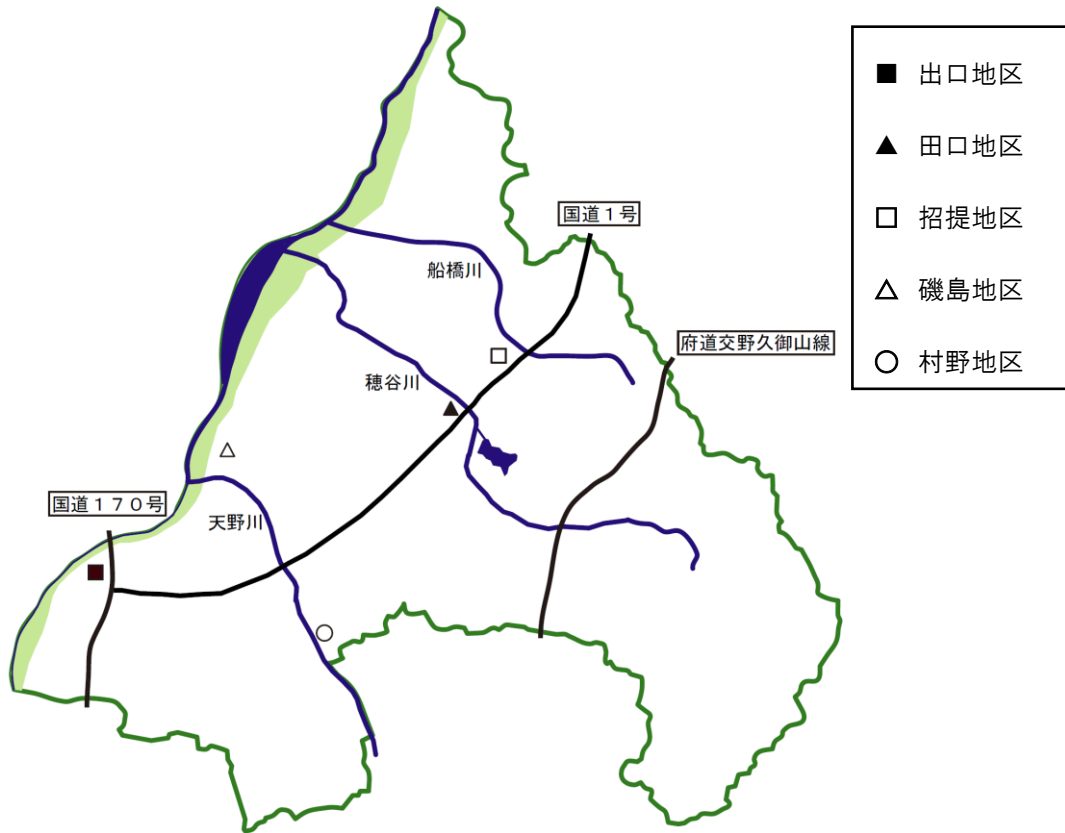 国道１号
船橋川
府道交野久御山線
穂谷川
国道１７０号
天野川
■ 出口地区
▲ 田口地区
□ 招提地区
△ 磯島地区
○ 村野地区